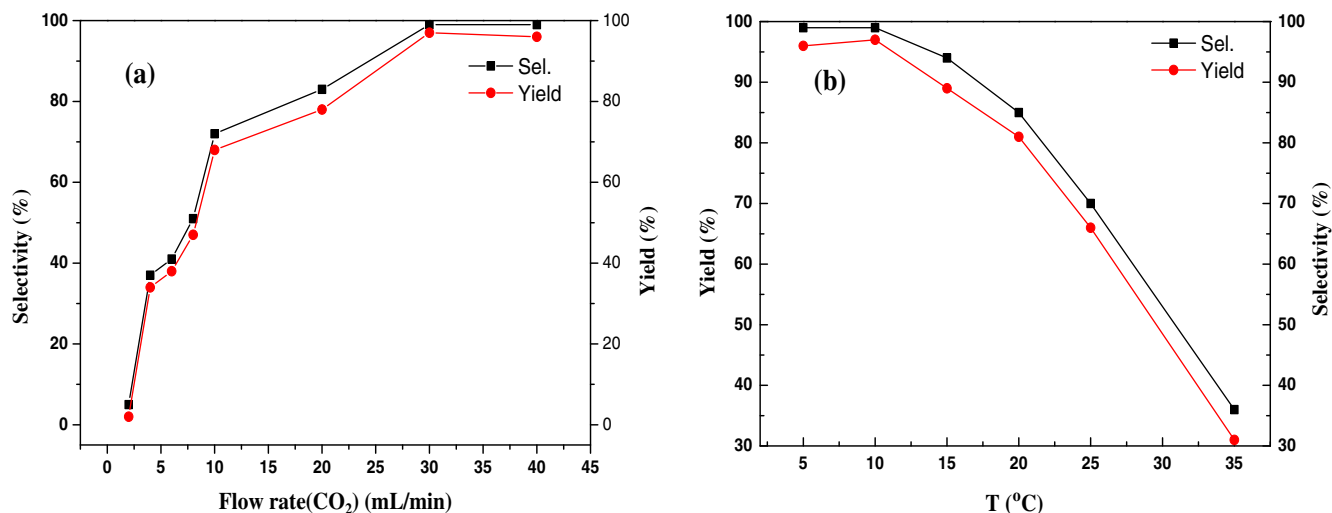 (a)
Sel.
Yield
100
80
60
40
20
0
Selectivity (%)
100
80
60
40
20
0
Yield (%)
0 5 10 15 20 25 30 35 40 45
Flow rate(CO₂) (mL/min)
(b)
Sel.
Yield
100
90
80
70
60
50
40
30
Yield (%)
100
90
80
70
60
50
40
30
Selectivity (%)
5 10 15 20 25 30 35
T (⁰C)